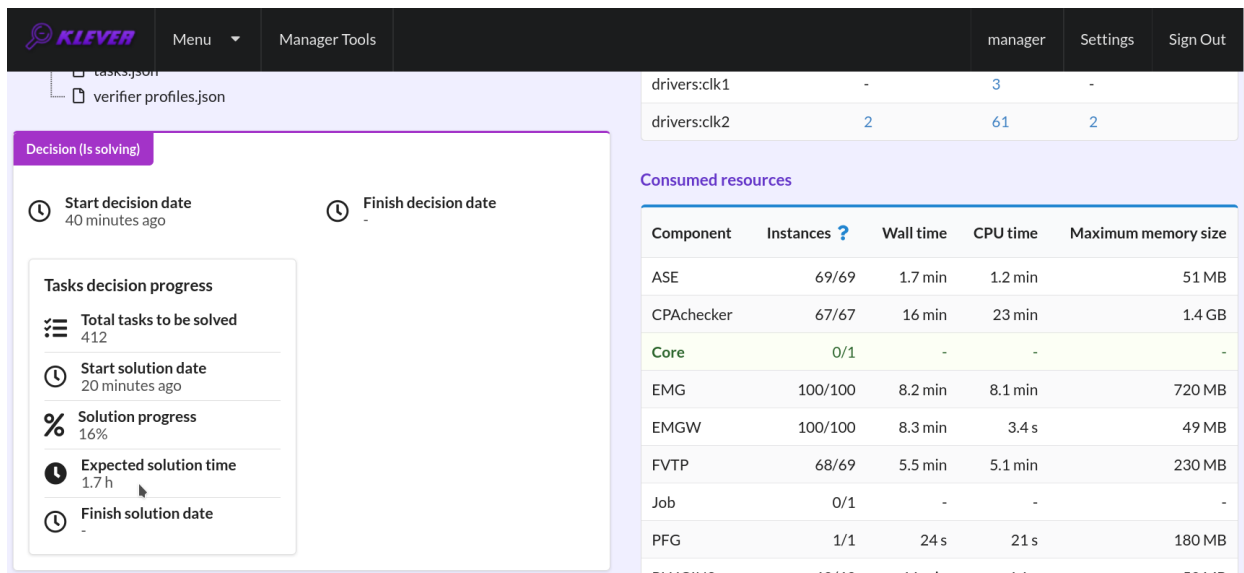 KLEVER Menu Manager Tools manager Settings Sign Out
tasks.json
verifier profiles.json
Decision (Is solving)
Start decision date
40 minutes ago
Finish decision date
-
Tasks decision progress
Total tasks to be solved
412
Start solution date
20 minutes ago
Solution progress
16%
Expected solution time
1.7 h
Finish solution date
-
drivers:clk1 - 3 -
drivers:clk2 2 61 2
Consumed resources
Component Instances ? Wall time CPU time Maximum memory size
ASE 69/69 1.7 min 1.2 min 51 MB
CPAchecker 67/67 16 min 23 min 1.4 GB
Core 0/1 - - -
EMG 100/100 8.2 min 8.1 min 720 MB
EMGW 100/100 8.3 min 3.4 s 49 MB
FVTP 68/69 5.5 min 5.1 min 230 MB
Job 0/1 - - -
PFG 1/1 24 s 21 s 180 MB